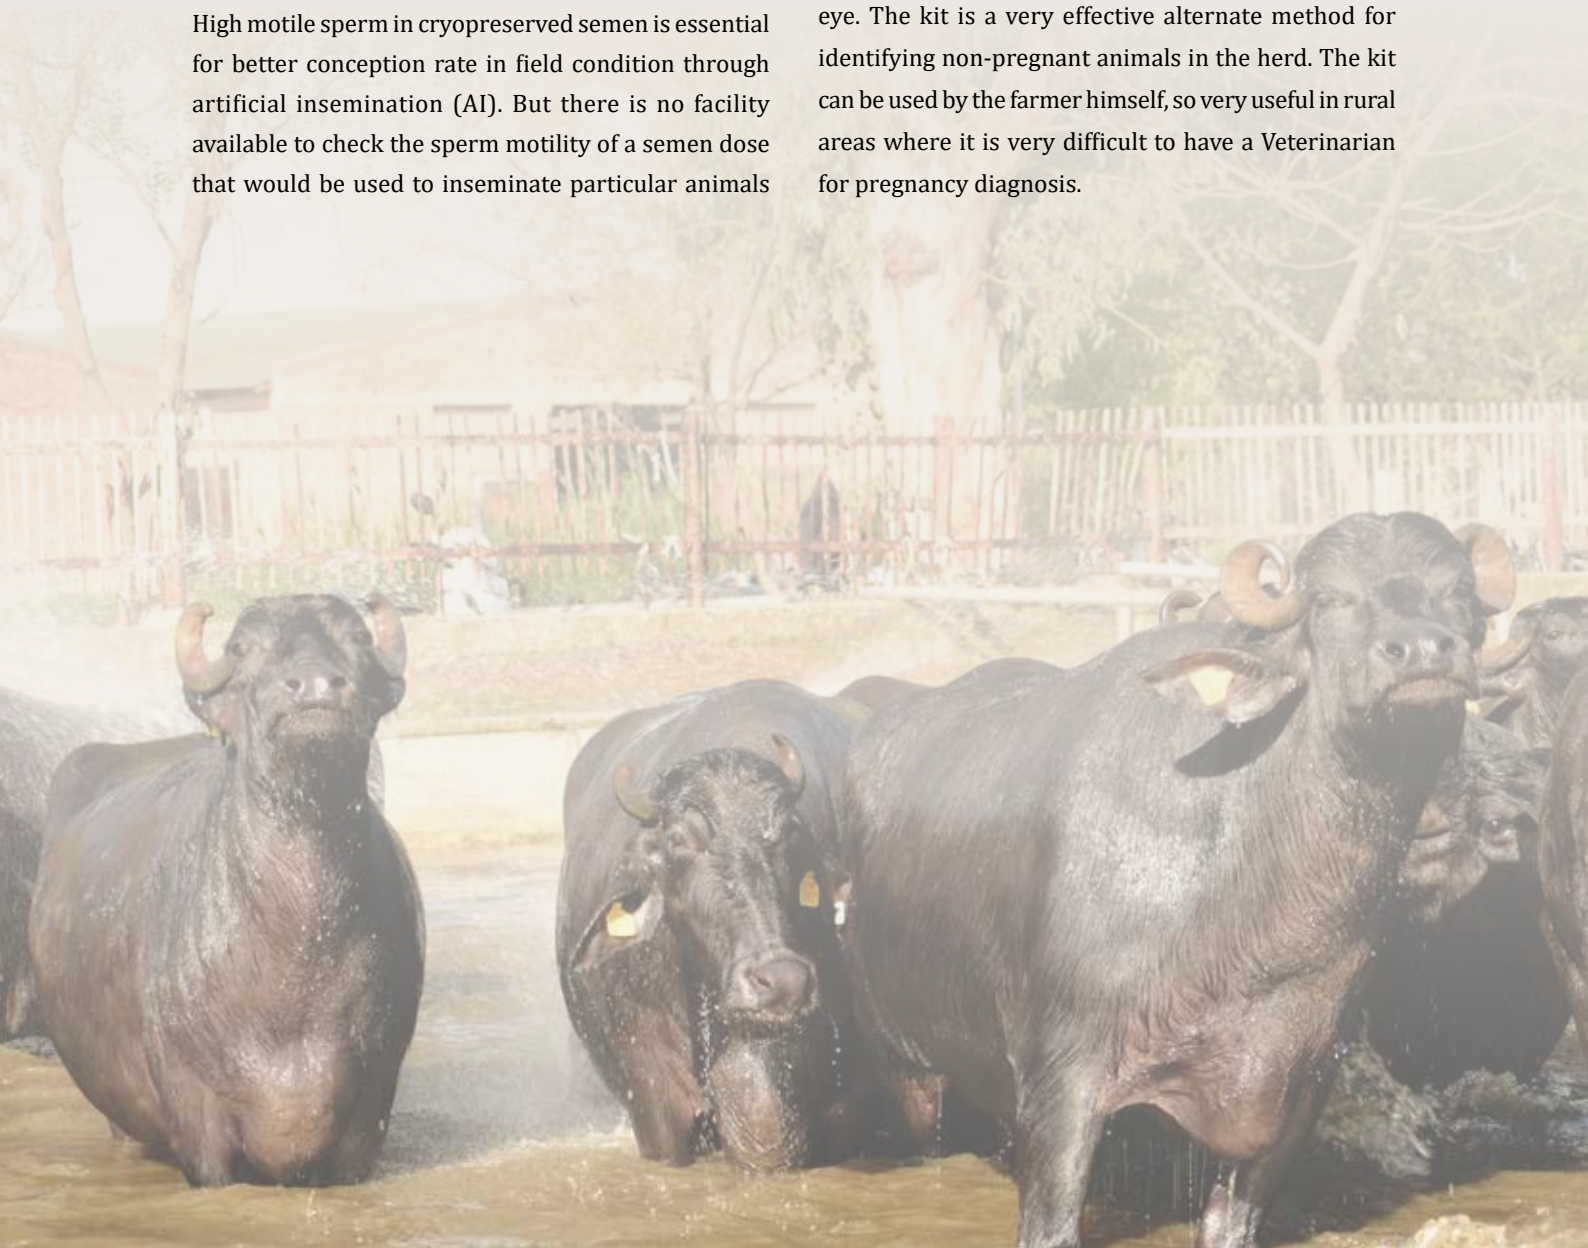 High motile sperm in cryopreserved semen is essential
for better conception rate in field condition through
artificial insemination (AI). But there is no facility
available to check the sperm motility of a semen dose
that would be used to inseminate particular animals
eye. The kit is a very effective alternate method for
identifying non-pregnant animals in the herd. The kit
can be used by the farmer himself, so very useful in rural
areas where it is very difficult to have a Veterinarian
for pregnancy diagnosis.